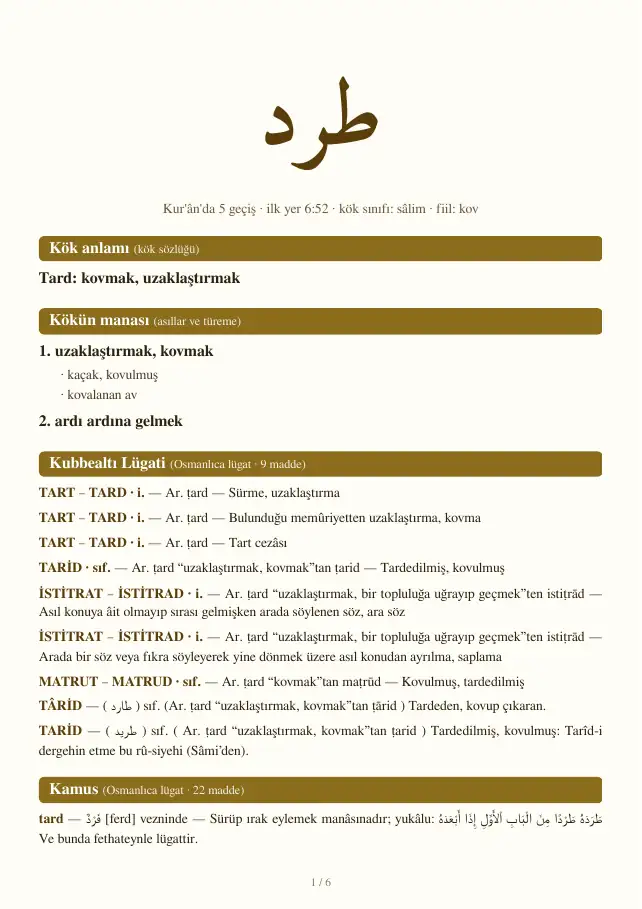 طرد
Kur'ân'da 5 geçiş · ilk yer 6:52 · kök sınıfı: sâlim · fiil: kov
Kök anlamı (kök sözlüğü)
Tard: kovmak, uzaklaştırmak
Kökün manası (asıllar ve türeme)
1. uzaklaştırmak, kovmak
· kaçak, kovulmuş
· kovalanan av
2. ardı ardına gelmek
Kubbealtı Lügati (Osmanlıca lügat · 9 madde)
TART – TARD · i. — Ar. ṭard — Sürme, uzaklaştırma
TART – TARD · i. — Ar. ṭard — Bulunduğu memûriyetten uzaklaştırma, kovma
TART – TARD · i. — Ar. ṭard — Tart cezâsı
TARİD · sıf. — Ar. ṭard “uzaklaştırmak, kovmak”tan ṭarid — Tardedilmiş, kovulmuş
İSTİTRAT – İSTİTRAD · i. — Ar. ṭard “uzaklaştırmak, bir topluluğa uğrayıp geçmek”ten istiṭrād —
Asıl konuya âit olmayıp sırası gelmişken arada söylenen söz, ara söz
İSTİTRAT – İSTİTRAD · i. — Ar. ṭard “uzaklaştırmak, bir topluluğa uğrayıp geçmek”ten istiṭrād —
Arada bir söz veya fıkra söyleyerek yine dönmek üzere asıl konudan ayrılma, saplama
MATRUT – MATRUD · sıf. — Ar. ṭard “kovmak”tan maṭrūd — Kovulmuş, tardedilmiş
TÂRİD — ( طارد ) sıf. (Ar. ṭard “uzaklaştırmak, kovmak”tan ṭārid ) Tardeden, kovup çıkaran.
TARİD — ( طريد ) sıf. ( Ar. ṭard “uzaklaştırmak, kovmak”tan ṭarid ) Tardedilmiş, kovulmuş: Tarîd-i
dergehin etme bu rû-siyehi (Sâmi’den).
Kamus (Osmanlıca lügat · 22 madde)
tard — فَرْدٌ [ferd] vezninde — Sürüp ırak eylemek manâsınadır; yukâlu: طَرَدَهُ طَرْدًا مِنَ الْبَابِ اْلأَوَّلِ إِذَا أَبْعَدَهُ
Ve bunda fethateynle lügattir.
1 / 6